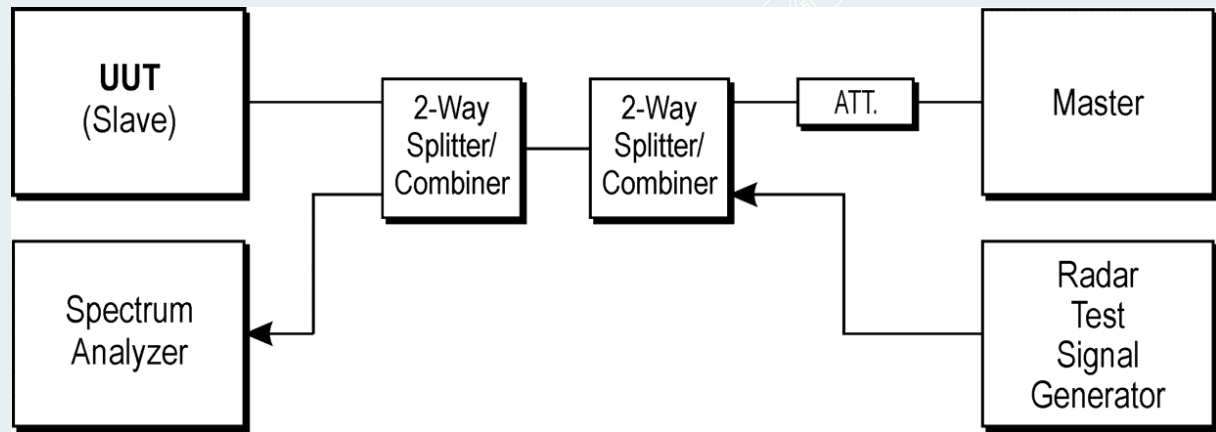 UUT
(Slave)
2-Way
Splitter/
Combiner
2-Way
Splitter/
Combiner
ATT.
Master
Spectrum
Analyzer
Radar
Test
Signal
Generator